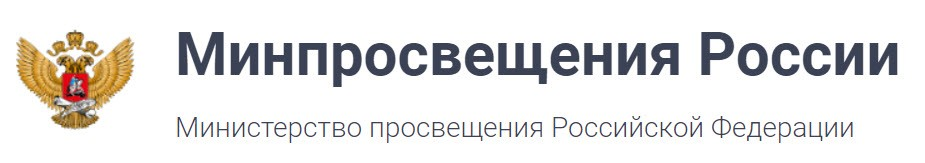 Минпросвещения России
Министерство просвещения Российской Федерации